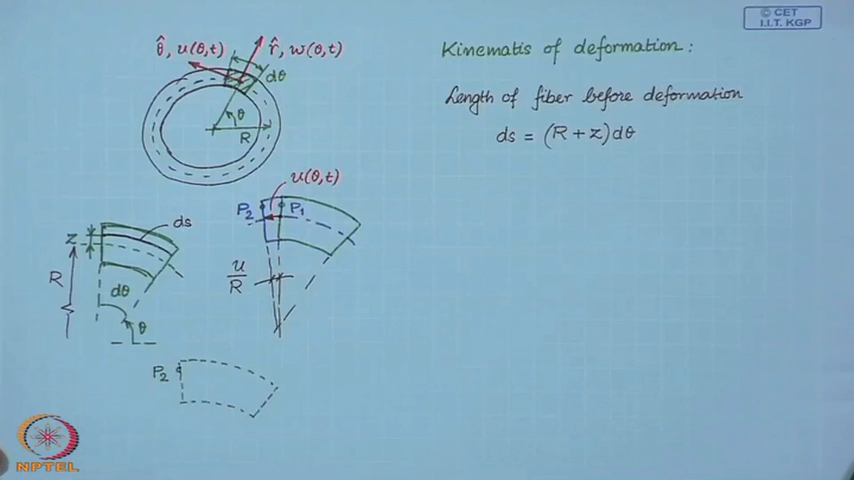 © CET
I.I.T. KGP
θ̂, u(θ,t)
r̂, w(θ,t)
dθ
θ
R
Kinematis of deformation:
Length of fiber before deformation
ds = (R + z)dθ
u(θ,t)
P₂
P₁
ds
z
R
dθ
θ
u/R
P₂
NPTEL